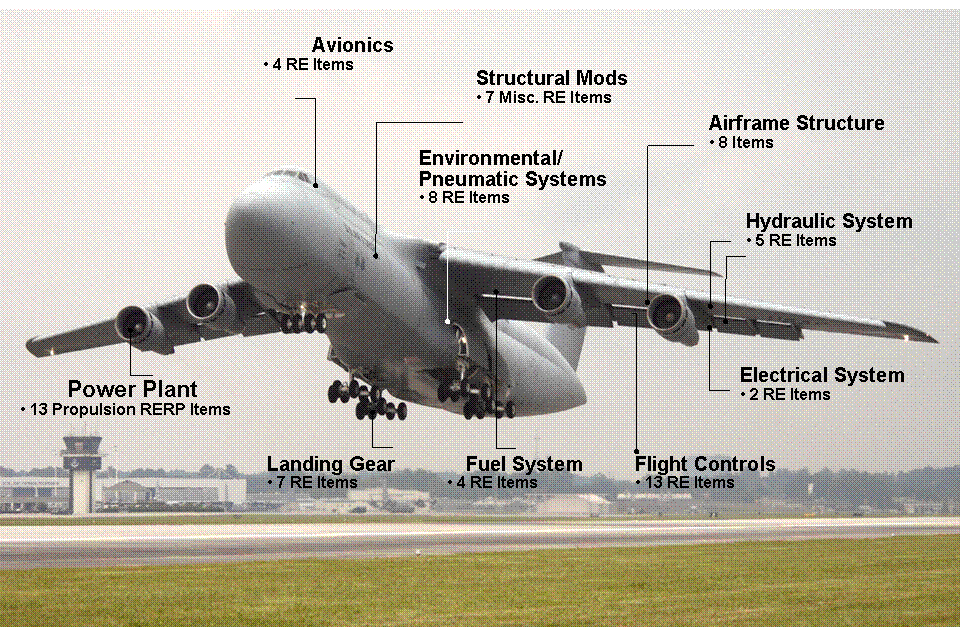 Avionics
• 4 RE Items
Structural Mods
• 7 Misc. RE Items
Airframe Structure
• 8 Items
Environmental/
Pneumatic Systems
• 8 RE Items
Hydraulic System
• 5 RE Items
Power Plant
• 13 Propulsion RERP Items
Electrical System
• 2 RE Items
Landing Gear
• 7 RE Items
Fuel System
• 4 RE Items
Flight Controls
• 13 RE Items